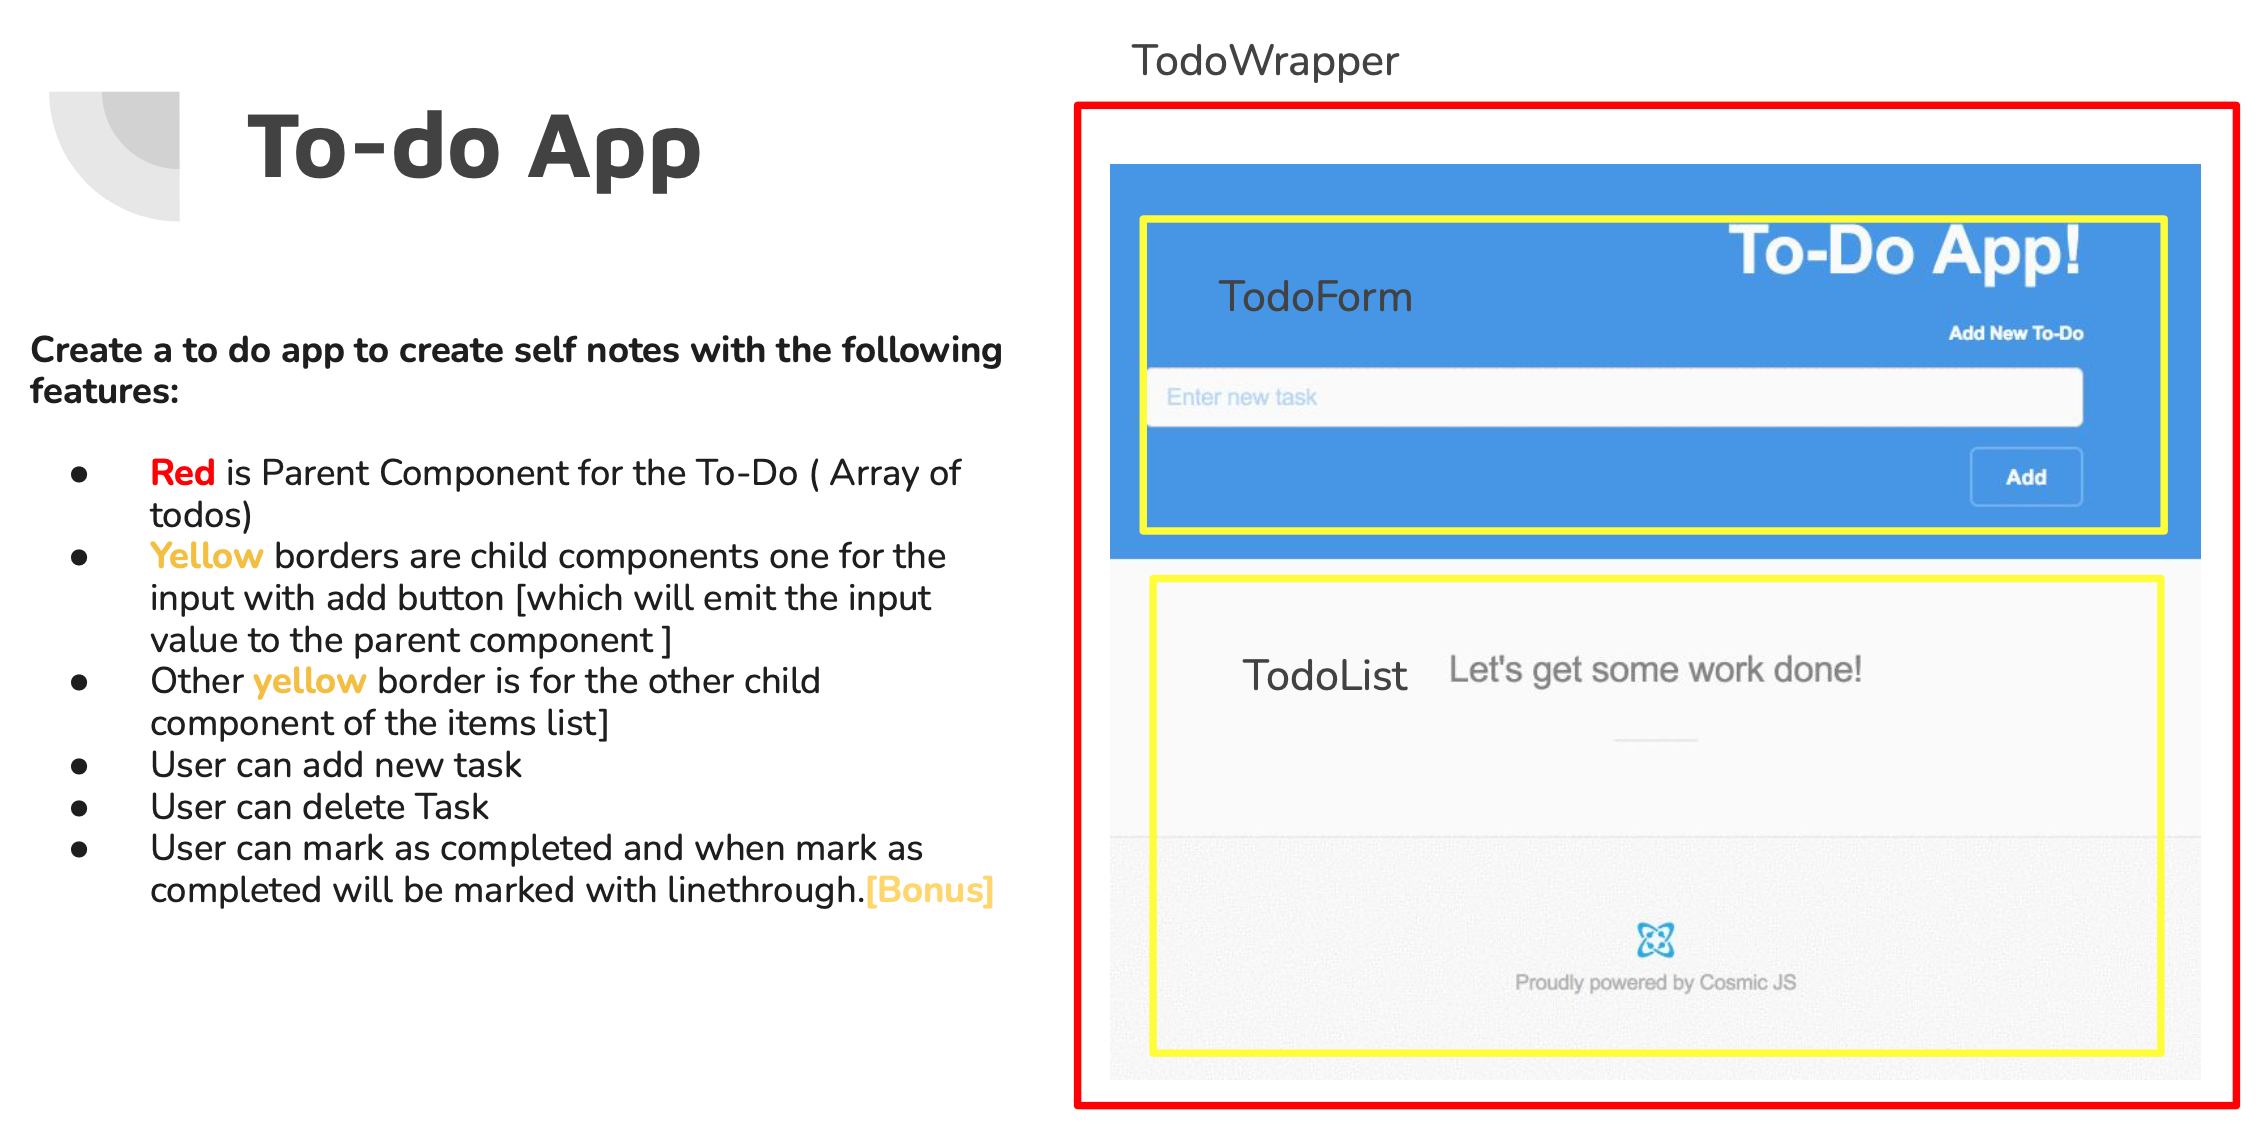 To-do App
Create a to do app to create self notes with the following
features:
● Red is Parent Component for the To-Do ( Array of
todos)
● Yellow borders are child components one for the
input with add button [which will emit the input
value to the parent component ]
● Other yellow border is for the other child
component of the items list]
● User can add new task
● User can delete Task
● User can mark as completed and when mark as
completed will be marked with linethrough.[Bonus]
TodoWrapper
To-Do App!
TodoForm
Add New To-Do
Enter new task
Add
TodoList
Let's get some work done!
Proudly powered by Cosmic JS